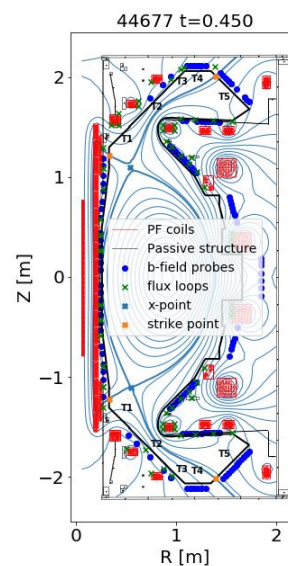 44677 t=0.450
2
1
0
−1
−2
Z [m]
T3 T4
T5
T2
T1
PF coils
Passive structure
b-field probes
flux loops
x-point
strike point
T1
T2
T3 T4
T5
0 1 2
R [m]